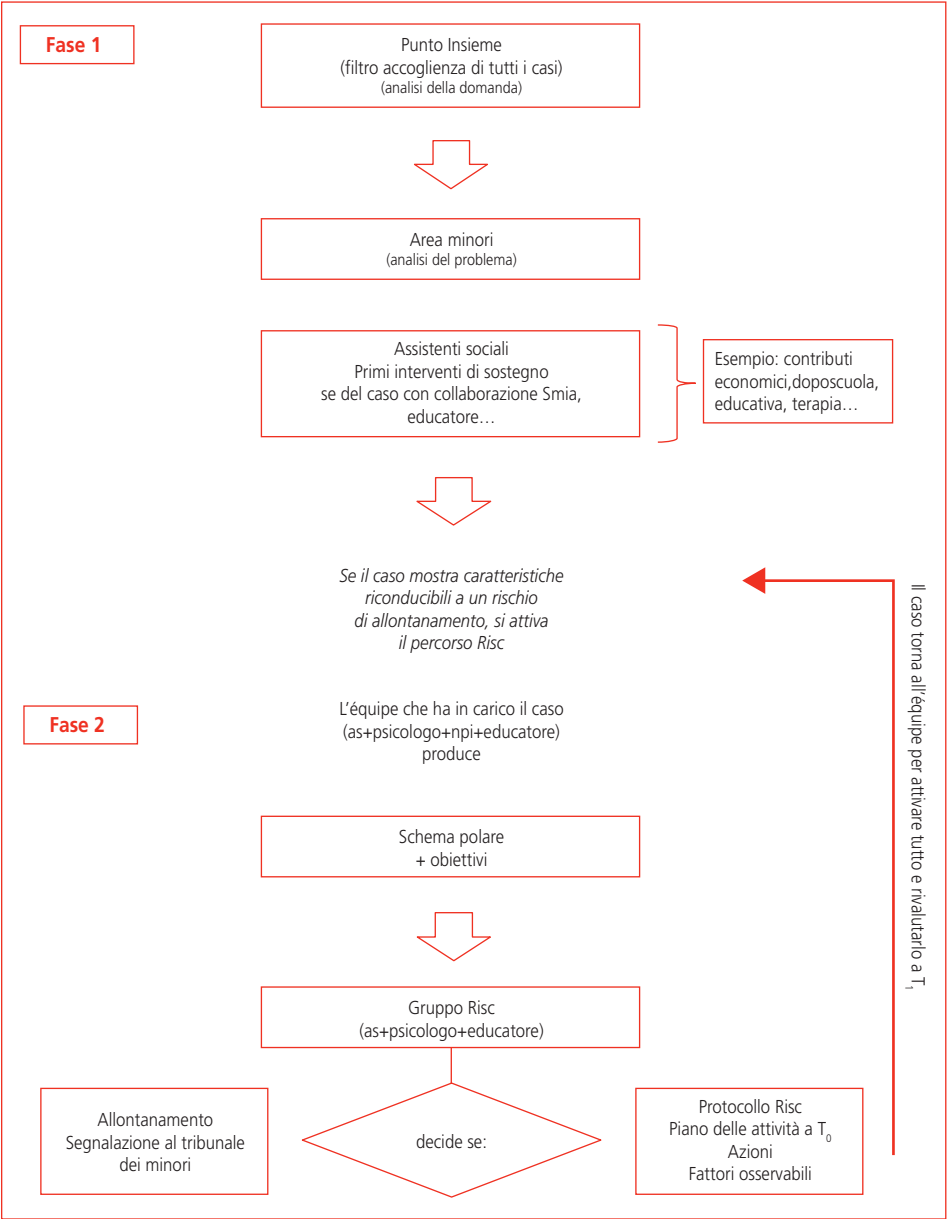 Fase 1
Punto Insieme
(filtro accoglienza di tutti i casi)
(analisi della domanda)
Area minori
(analisi del problema)
Assistenti sociali
Primi interventi di sostegno
se del caso con collaborazione Smia,
educatore…
Esempio: contributi
economici,doposcuola,
educativa, terapia…
Se il caso mostra caratteristiche
riconducibili a un rischio
di allontanamento, si attiva
il percorso Risc
Fase 2
L’équipe che ha in carico il caso
(as+psicologo+npi+educatore)
produce
Schema polare
+ obiettivi
Gruppo Risc
(as+psicologo+educatore)
Allontanamento
Segnalazione al tribunale
dei minori
decide se:
Protocollo Risc
Piano delle attività a T0
Azioni
Fattori osservabili
Il caso torna all’équipe per attivare tutto e rivalutarlo a T1